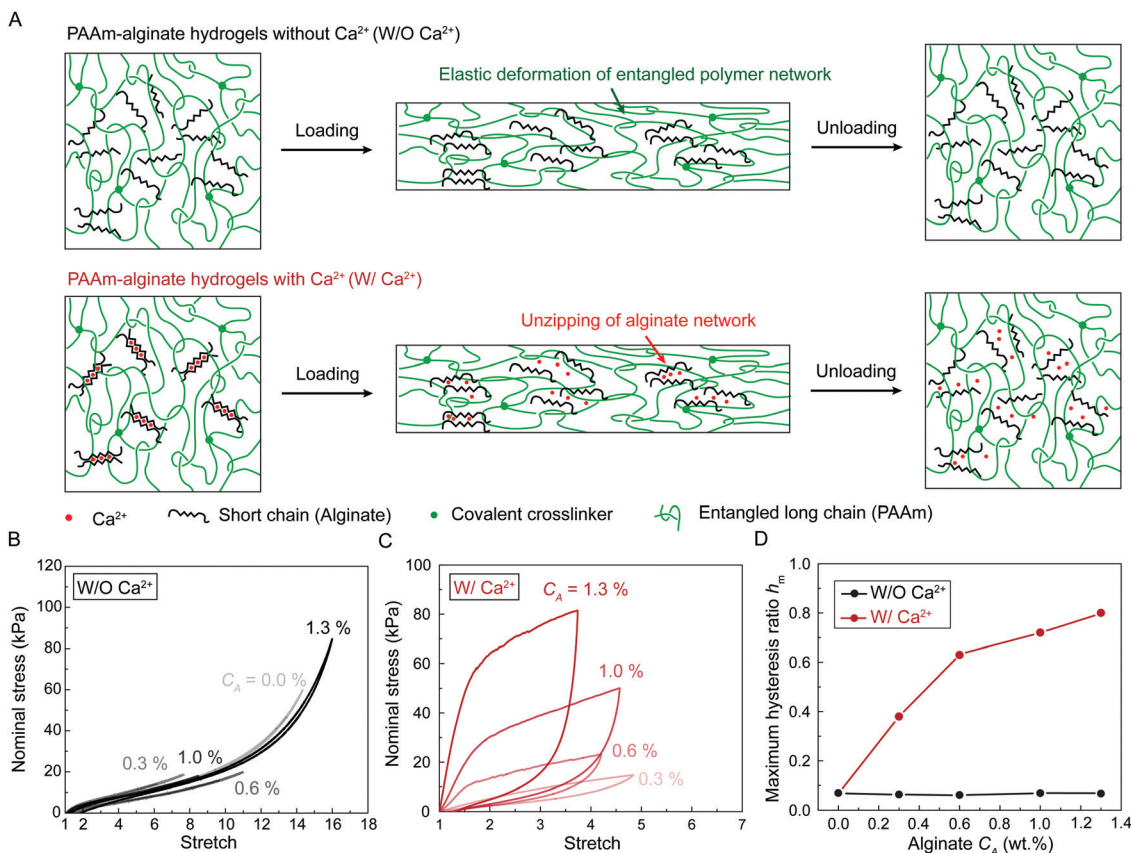 A
PAAm-alginate hydrogels without Ca²⁺ (W/O Ca²⁺)
Elastic deformation of entangled polymer network
Loading
Unloading
PAAm-alginate hydrogels with Ca²⁺ (W/ Ca²⁺)
Unzipping of alginate network
Loading
Unloading
Ca²⁺
Short chain (Alginate)
Covalent crosslinker
Entangled long chain (PAAm)
B
W/O Ca²⁺
Nominal stress (kPa)
120
100
80
60
40
20
0
1.3 %
C_A = 0.0 %
0.3 %
1.0 %
0.6 %
1 2 4 6 8 10 12 14 16 18
Stretch
C
W/ Ca²⁺
Nominal stress (kPa)
100
80
60
40
20
0
C_A = 1.3 %
1.0 %
0.6 %
0.3 %
1 2 3 4 5 6 7
Stretch
D
Maximum hysteresis ratio h_m
1.0
0.8
0.6
0.4
0.2
0.0
W/O Ca²⁺
W/ Ca²⁺
0.0 0.2 0.4 0.6 0.8 1.0 1.2 1.4
Alginate C_A (wt.%)